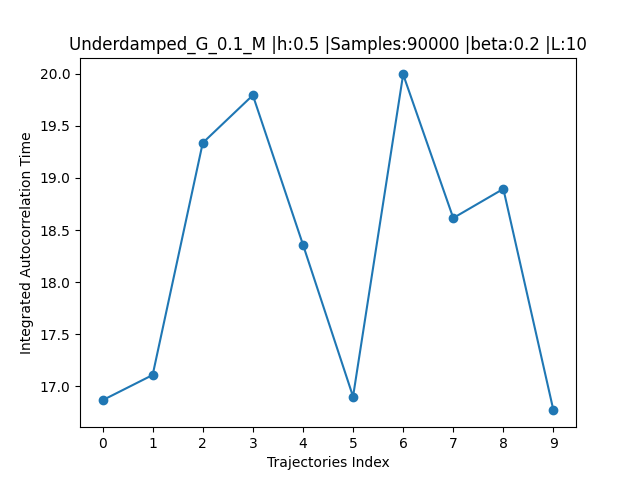 Underdamped_G_0.1_M |h:0.5 |Samples:90000 |beta:0.2 |L:10
20.0
19.5
19.0
18.5
18.0
17.5
17.0
Integrated Autocorrelation Time
0 1 2 3 4 5 6 7 8 9
Trajectories Index